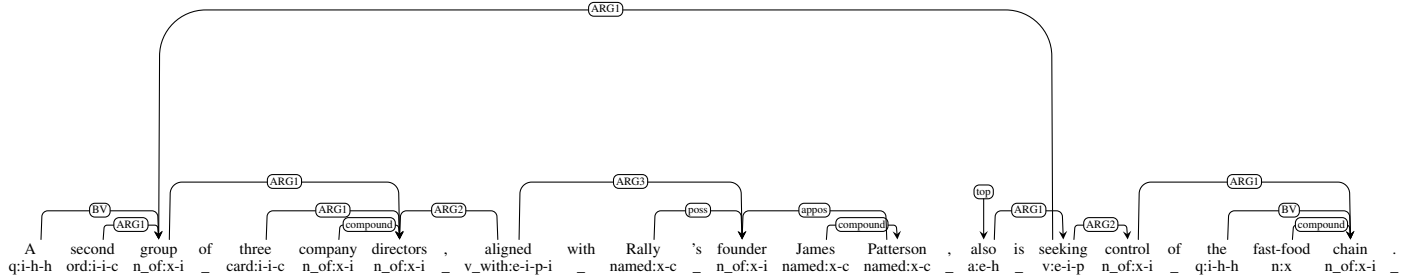 ARG1
ARG1 ARG3 top ARG1
BV ARG1 ARG2 poss appos ARG1 BV
ARG1 compound compound ARG2 compound
A second group of three company directors , aligned with Rally 's founder James Patterson , also is seeking control of the fast-food chain .
q:i-h-h ord:i-i-c n_of:x-i _ card:i-i-c n_of:x-i n_of:x-i _ v_with:e-i-p-i _ named:x-c _ n_of:x-i named:x-c named:x-c _ a:e-h _ v:e-i-p n_of:x-i _ q:i-h-h n:x n_of:x-i _